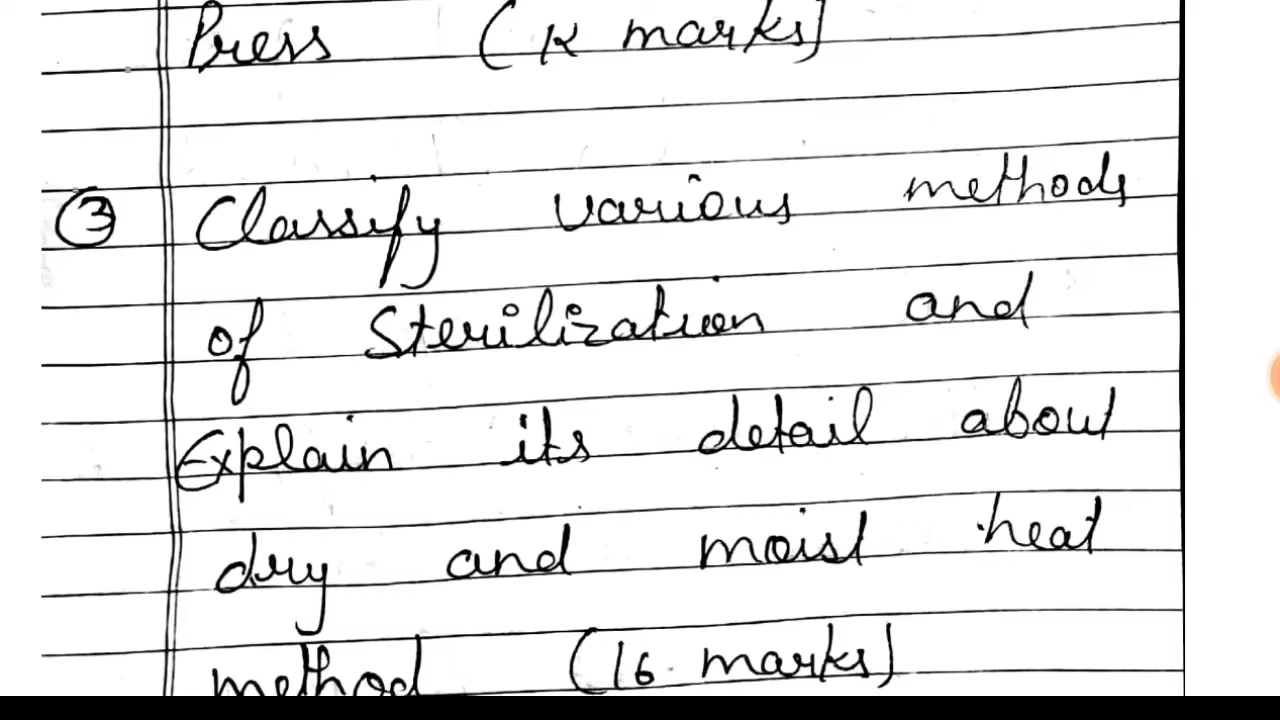 Press (K marks)
③ Classify various methods
of Sterilization and
Explain its detail about
dry and moist heat
method (16 marks)